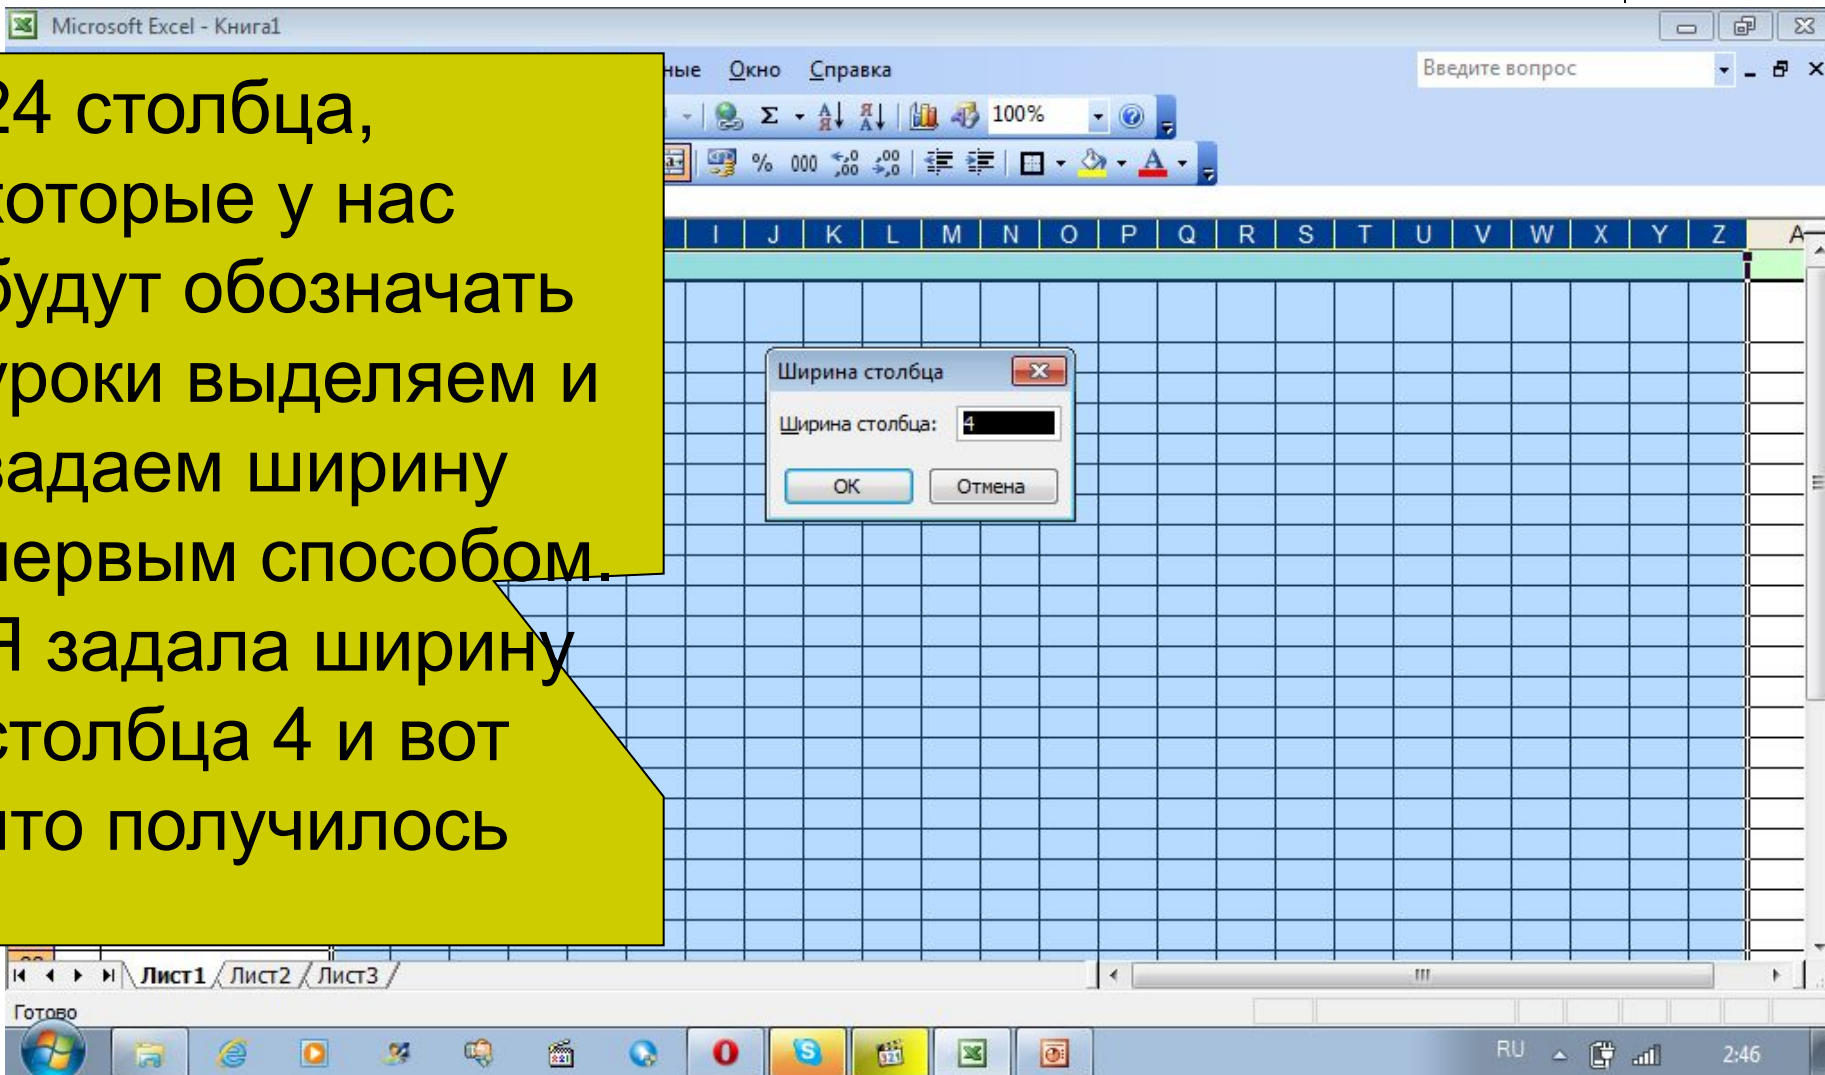 Microsoft Excel - Книга1
ные Окно Справка
Введите вопрос
Σ 100%
% 000
I J K L M N O P Q R S T U V W X Y Z A
24 столбца,
которые у нас
будут обозначать
уроки выделяем и
задаем ширину
первым способом.
Я задала ширину
столбца 4 и вот
что получилось
Ширина столбца
Ширина столбца: 4
OK Отмена
Лист1 Лист2 Лист3
Готово
RU 2:46